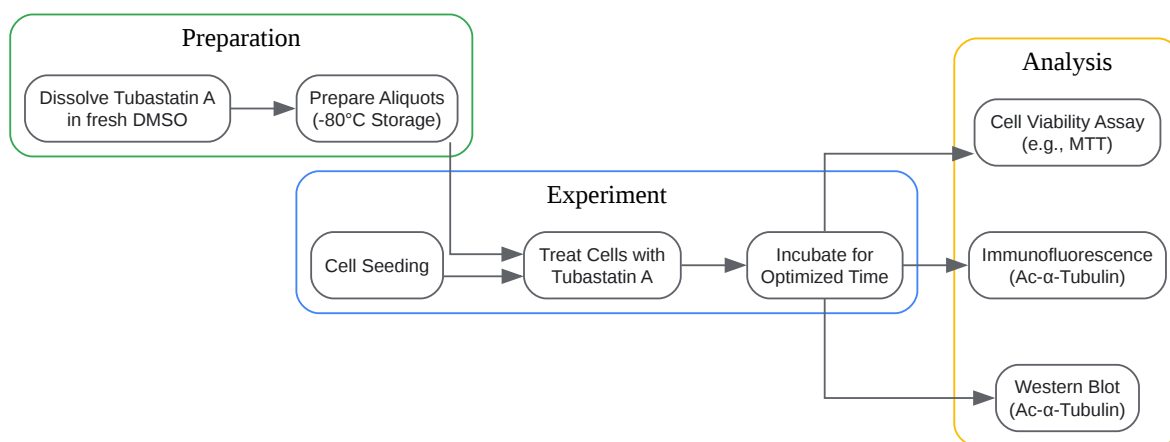 Preparation
Dissolve Tubastatin A
in fresh DMSO
Prepare Aliquots
(-80°C Storage)
Experiment
Cell Seeding
Treat Cells with
Tubastatin A
Incubate for
Optimized Time
Analysis
Cell Viability Assay
(e.g., MTT)
Immunofluorescence
(Ac-α-Tubulin)
Western Blot
(Ac-α-Tubulin)